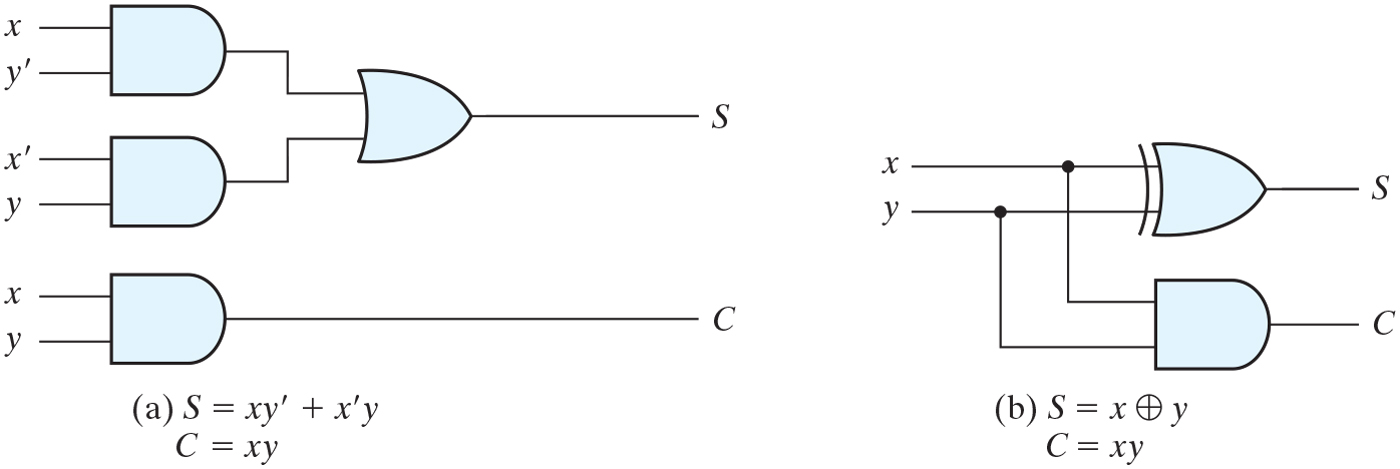 x
y′
x′
y
S
x
y
C
(a) S = xy′ + x′y
C = xy
x
y
S
C
(b) S = x ⊕ y
C = xy